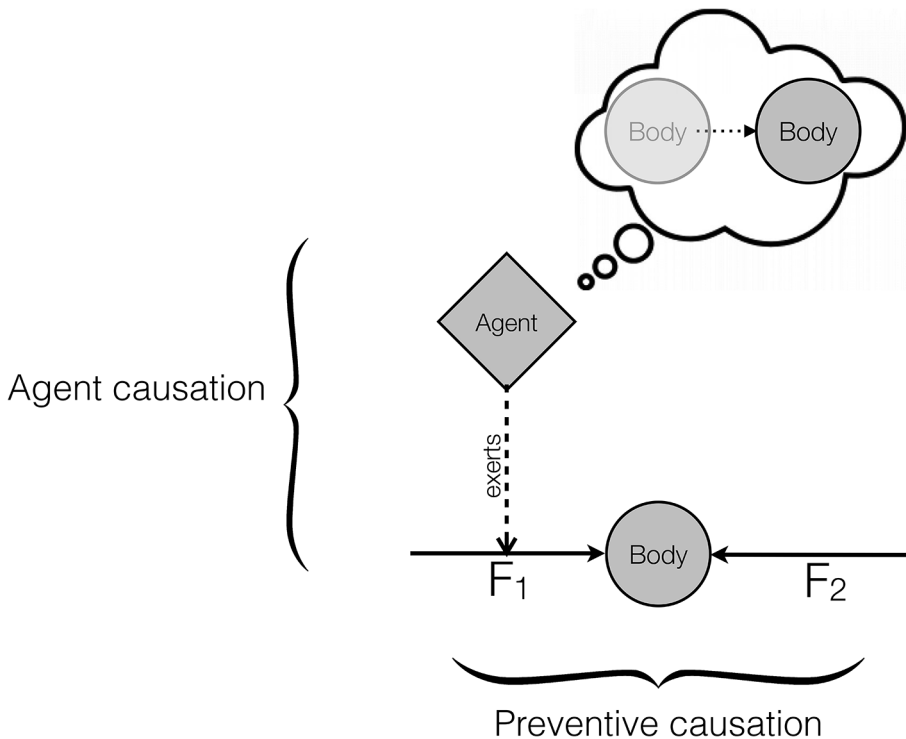 Body
Body
Agent
Agent causation
exerts
Body
F₁
F₂
Preventive causation